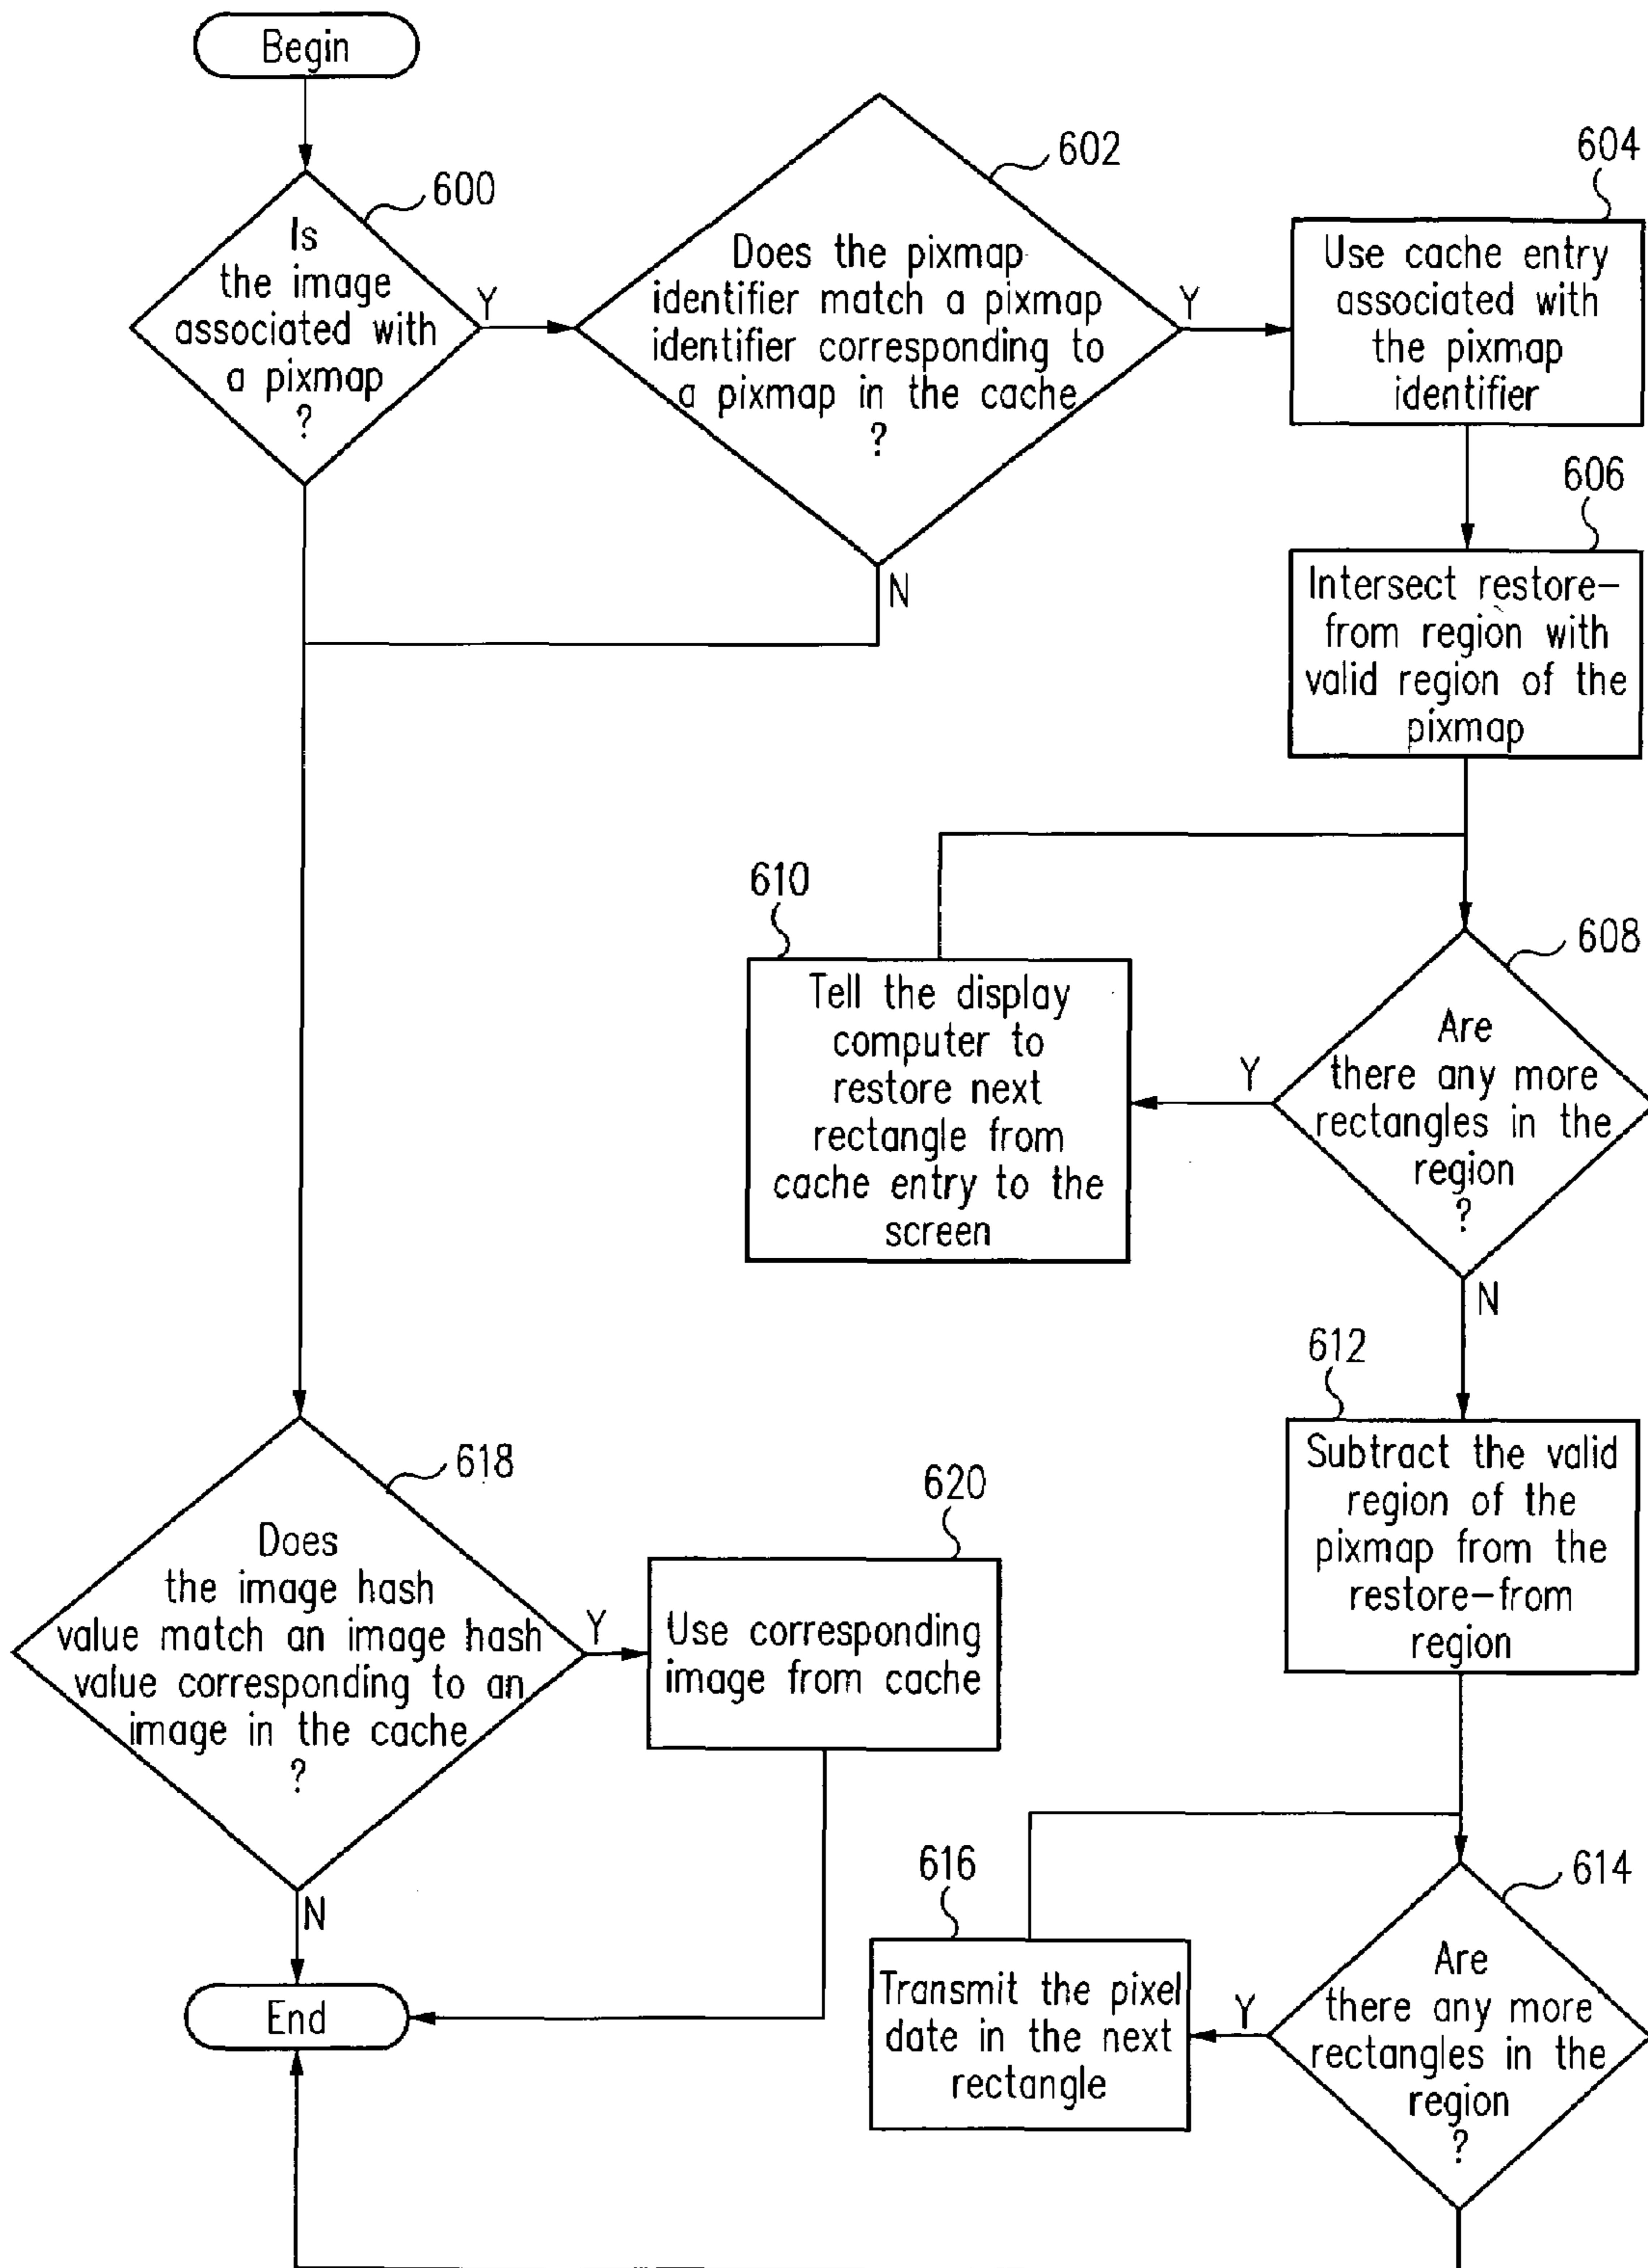 Begin
600
Is
the image
associated with
a pixmap
?
Y
602
Does the pixmap
identifier match a pixmap
identifier corresponding to
a pixmap in the cache
?
Y
N
604
Use cache entry
associated with
the pixmap
identifier
606
Intersect restore-
from region with
valid region of the
pixmap
608
Are
there any more
rectangles in the
region
?
Y
N
610
Tell the display
computer to
restore next
rectangle from
cache entry to the
screen
612
Subtract the valid
region of the
pixmap from the
restore-from
region
614
Are
there any more
rectangles in the
region
?
Y
616
Transmit the pixel
date in the next
rectangle
618
Does
the image hash
value match an image hash
value corresponding to an
image in the cache
?
Y
N
620
Use corresponding
image from cache
End